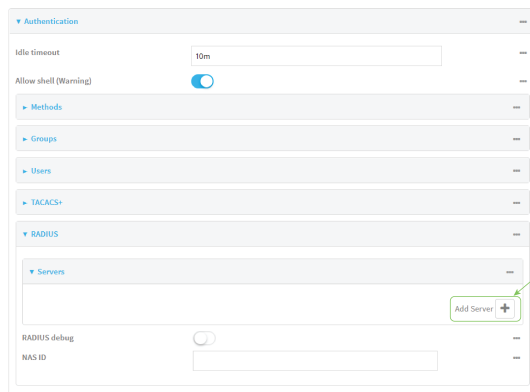 Authentication
Idle timeout
10m
Allow shell (Warning)
Methods
Groups
Users
TACACS+
RADIUS
Servers
Add Server
RADIUS debug
NAS ID